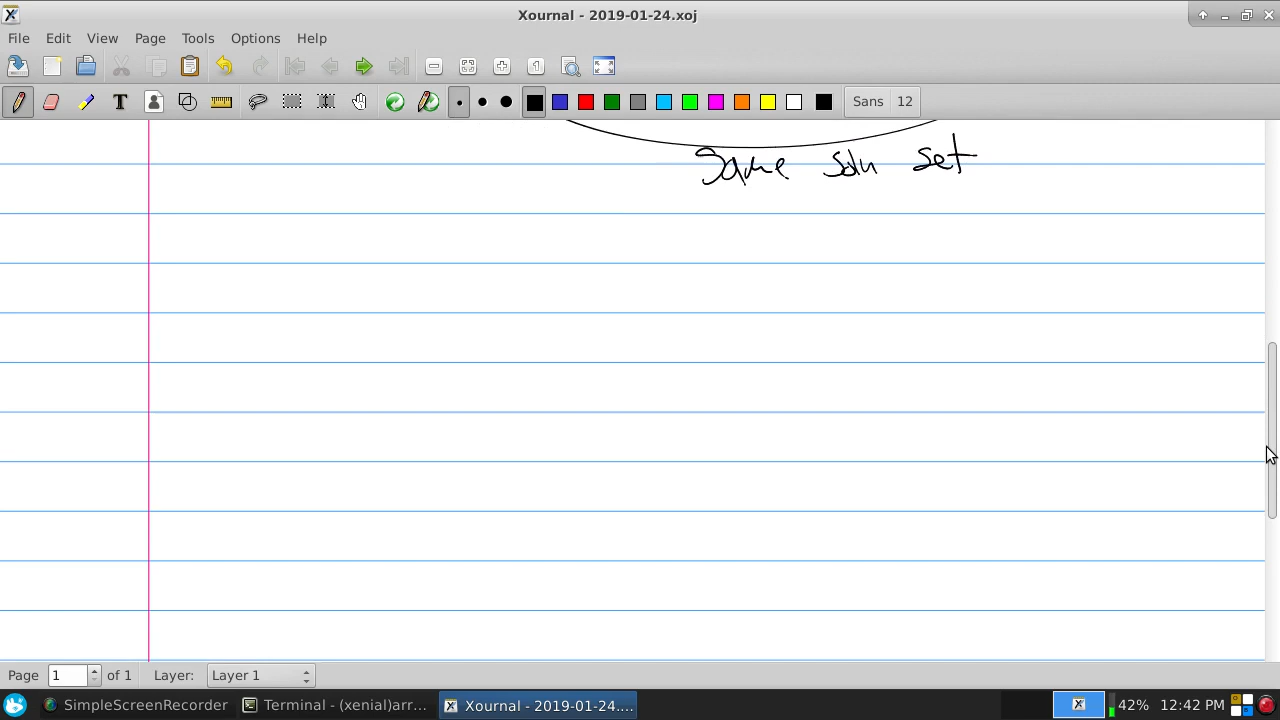 Xournal - 2019-01-24.xoj
File Edit View Page Tools Options Help
Sans 12
Same Soln Set
Page 1 of 1 Layer: Layer 1
SimpleScreenRecorder Terminal - (xenial)arr... Xournal - 2019-01-24.... 42% 12:42 PM